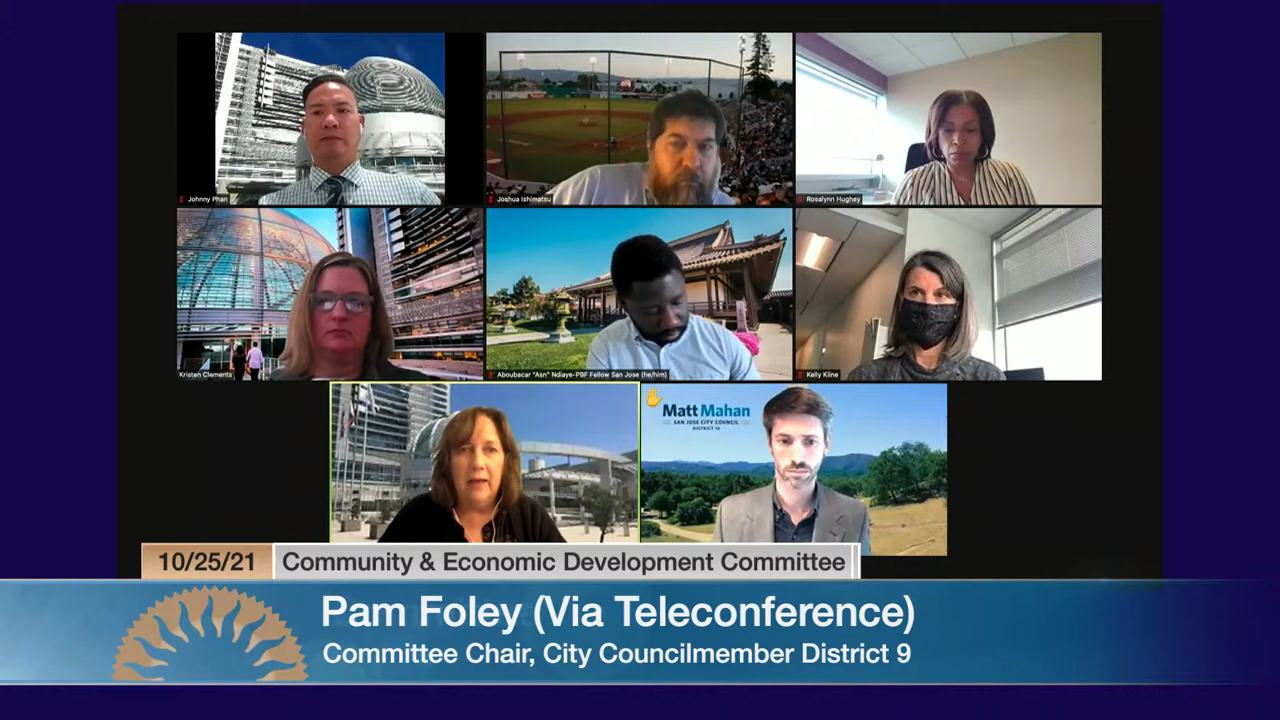 Johnny Phan
Joshua Ishimatsu
Rosalynn Hughey
Kristen Clements
Aboubacar "Asn" Ndiaye-PBF Fellow San Jose (he/him)
Kelly Kline
Matt Mahan
SAN JOSE CITY COUNCIL
DISTRICT 10
10/25/21
Community & Economic Development Committee
Pam Foley (Via Teleconference)
Committee Chair, City Councilmember District 9